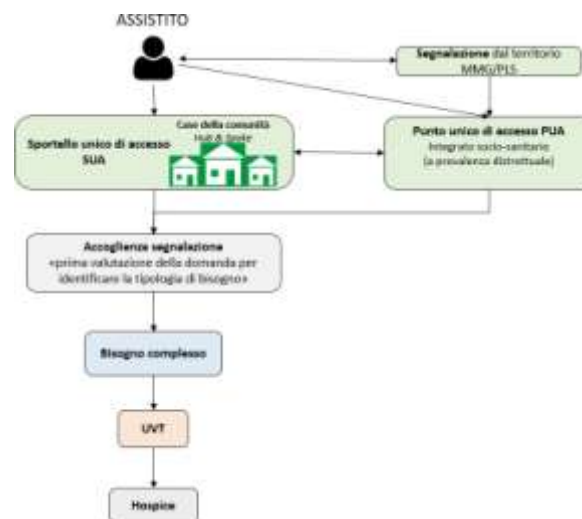 ASSISTITO
Segnalazione dal territorio
MMG/PLS
Case della comunità
Hub & Spoke
Sportello unico di accesso
SUA
Punto unico di accesso PUA
Integrato socio-sanitario
(a prevalenza distrettuale)
Accoglienza segnalazione
«prima valutazione della domanda per
identificare la tipologia di bisogno»
Bisogno complesso
UVT
Hospice